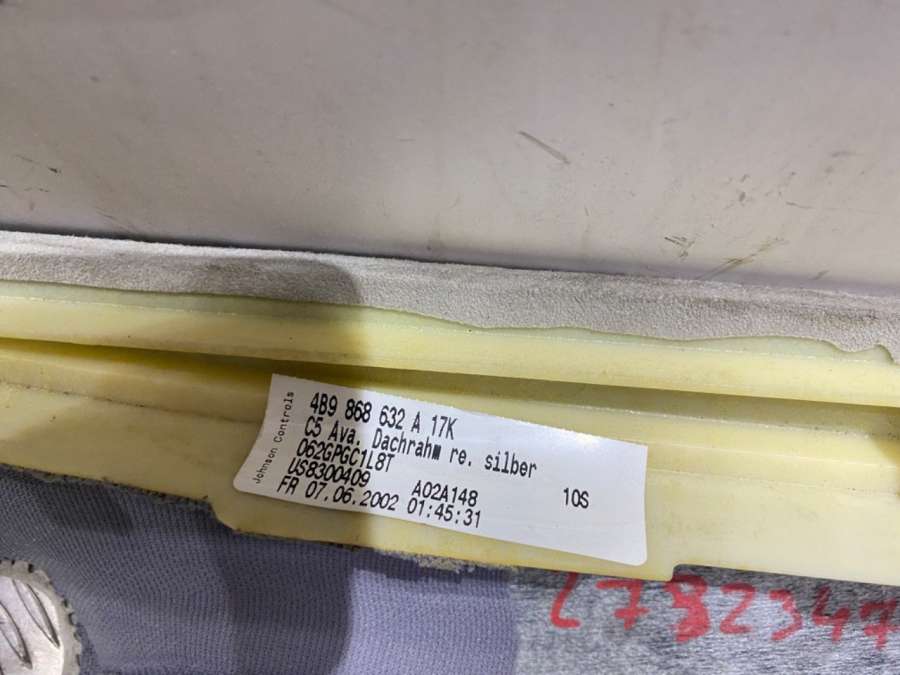 Johnson Controls
4B9 868 632 A 17K
C5 Ava. Dachrahm re. silber
062GPGC1L8T
US8300409 A02A148 10S
FR 07.06.2002 01:45:31
2782347